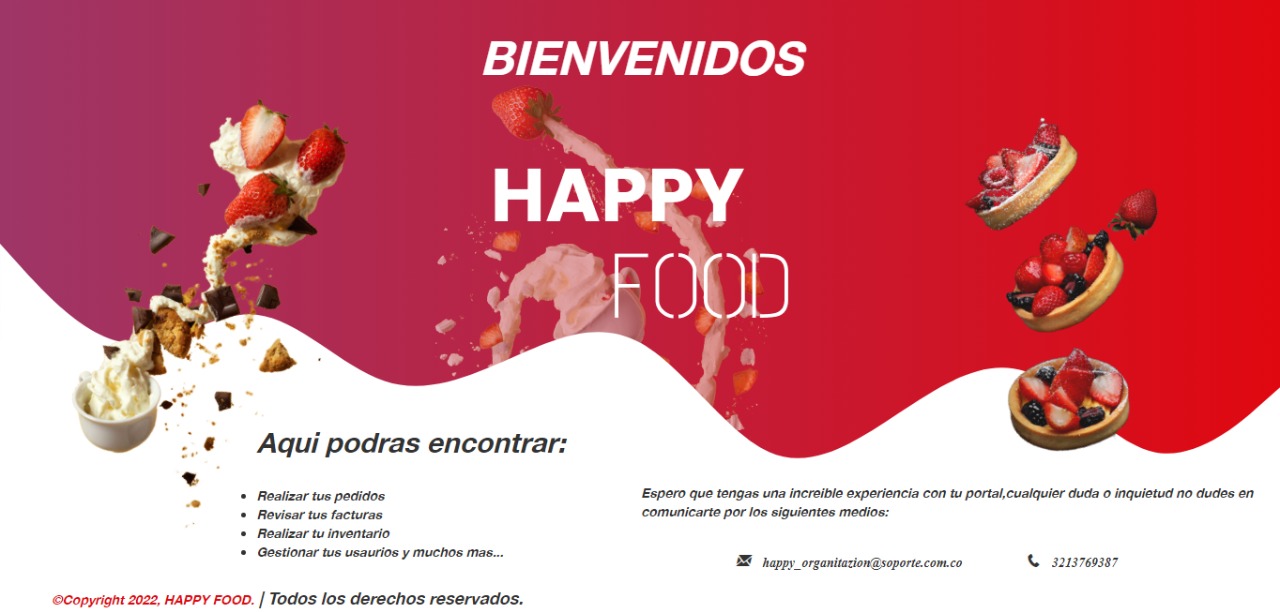 BIENVENIDOS
HAPPY
FOOD
Aqui podras encontrar:
Realizar tus pedidos
Revisar tus facturas
Realizar tu inventario
Gestionar tus usaurios y muchos mas...
Espero que tengas una increible experiencia con tu portal,cualquier duda o inquietud no dudes en
comunicarte por los siguientes medios:
happy_organitazion@soporte.com.co
3213769387
©Copyright 2022, HAPPY FOOD. | Todos los derechos reservados.